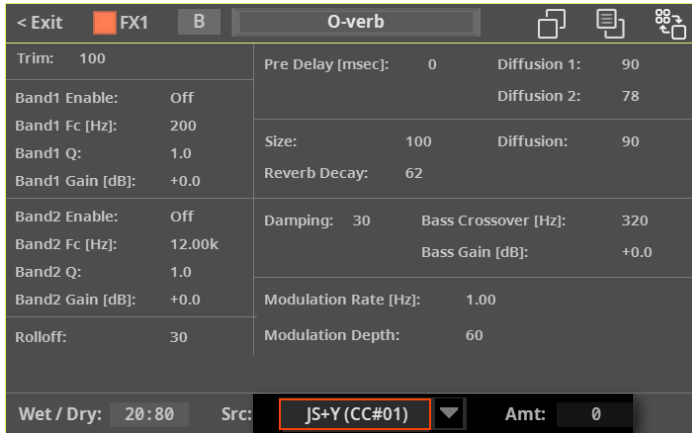 < Exit FX1 B O-verb
Trim: 100
Band1 Enable: Off
Band1 Fc [Hz]: 200
Band1 Q: 1.0
Band1 Gain [dB]: +0.0
Band2 Enable: Off
Band2 Fc [Hz]: 12.00k
Band2 Q: 1.0
Band2 Gain [dB]: +0.0
Rolloff: 30
Pre Delay [msec]: 0 Diffusion 1: 90
Diffusion 2: 78
Size: 100 Diffusion: 90
Reverb Decay: 62
Damping: 30 Bass Crossover [Hz]: 320
Bass Gain [dB]: +0.0
Modulation Rate [Hz]: 1.00
Modulation Depth: 60
Wet / Dry: 20:80 Src: JS+Y (CC#01) Amt: 0